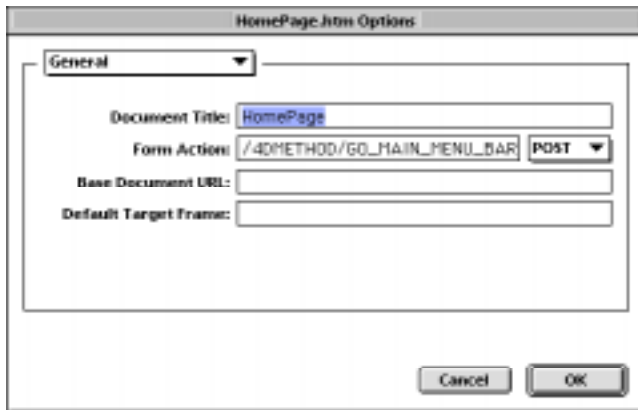 HomePage.htm Options
General
Document Title: HomePage
Form Action: /4DMETHOD/GO_MAIN_MENU_BAR POST
Base Document URL:
Default Target Frame:
Cancel OK